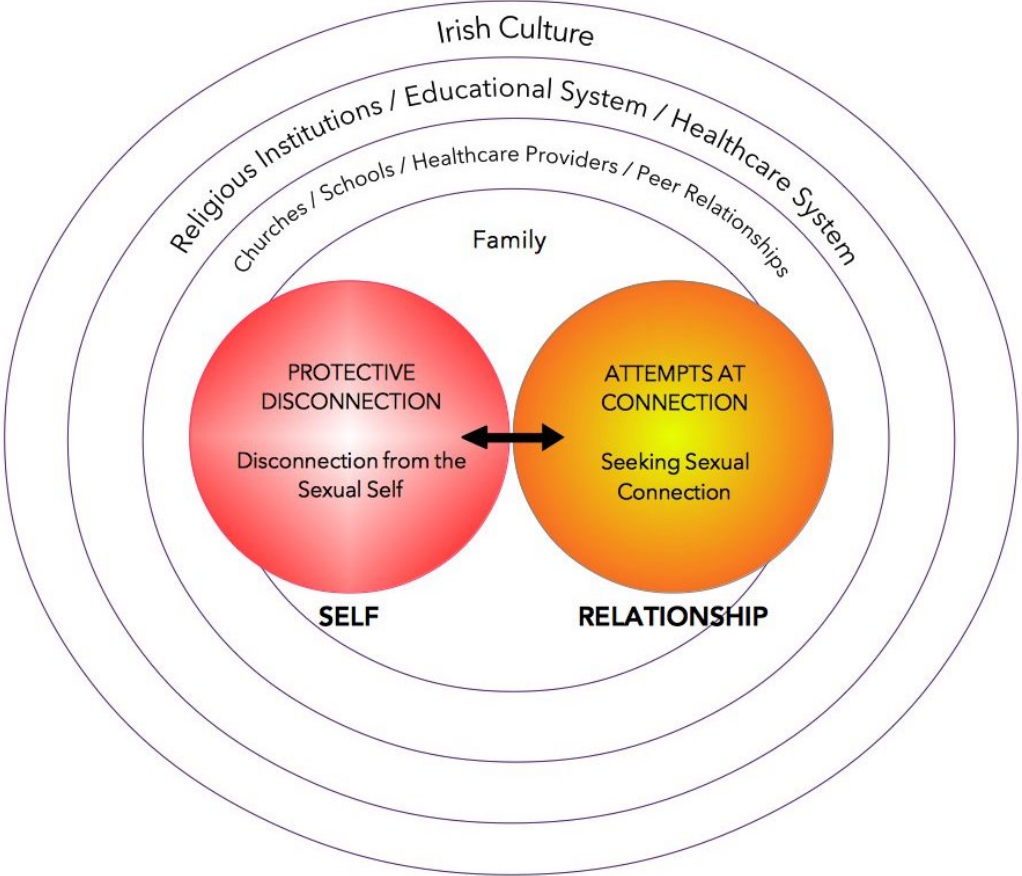 Irish Culture
Religious Institutions / Educational System / Healthcare System
Churches / Schools / Healthcare Providers / Peer Relationships
Family
PROTECTIVE
DISCONNECTION
Disconnection from the
Sexual Self
ATTEMPTS AT
CONNECTION
Seeking Sexual
Connection
SELF
RELATIONSHIP